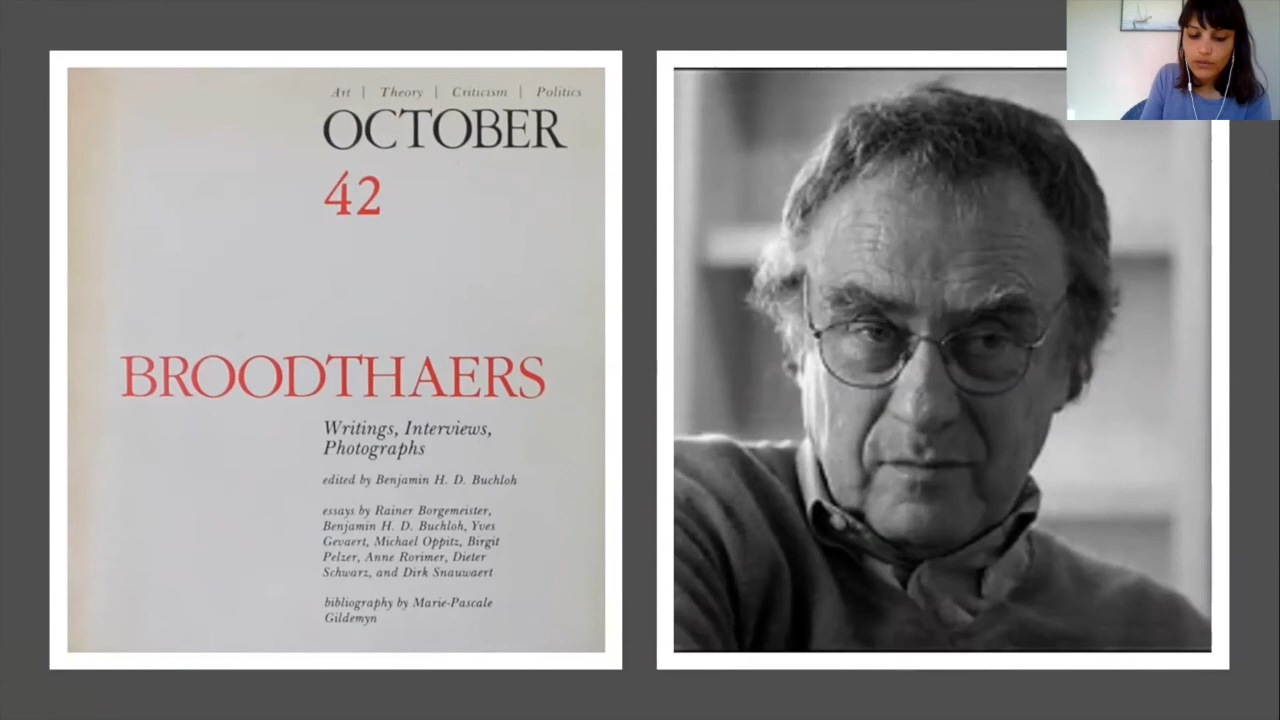 Art | Theory | Criticism | Politics
OCTOBER
42
BROODTHAERS
Writings, Interviews,
Photographs
edited by Benjamin H. D. Buchloh
essays by Rainer Borgemeister,
Benjamin H. D. Buchloh, Yves
Gevaert, Michael Oppitz, Birgit
Pelzer, Anne Rorimer, Dieter
Schwarz, and Dirk Snauwaert
bibliography by Marie-Pascale
Gildemyn